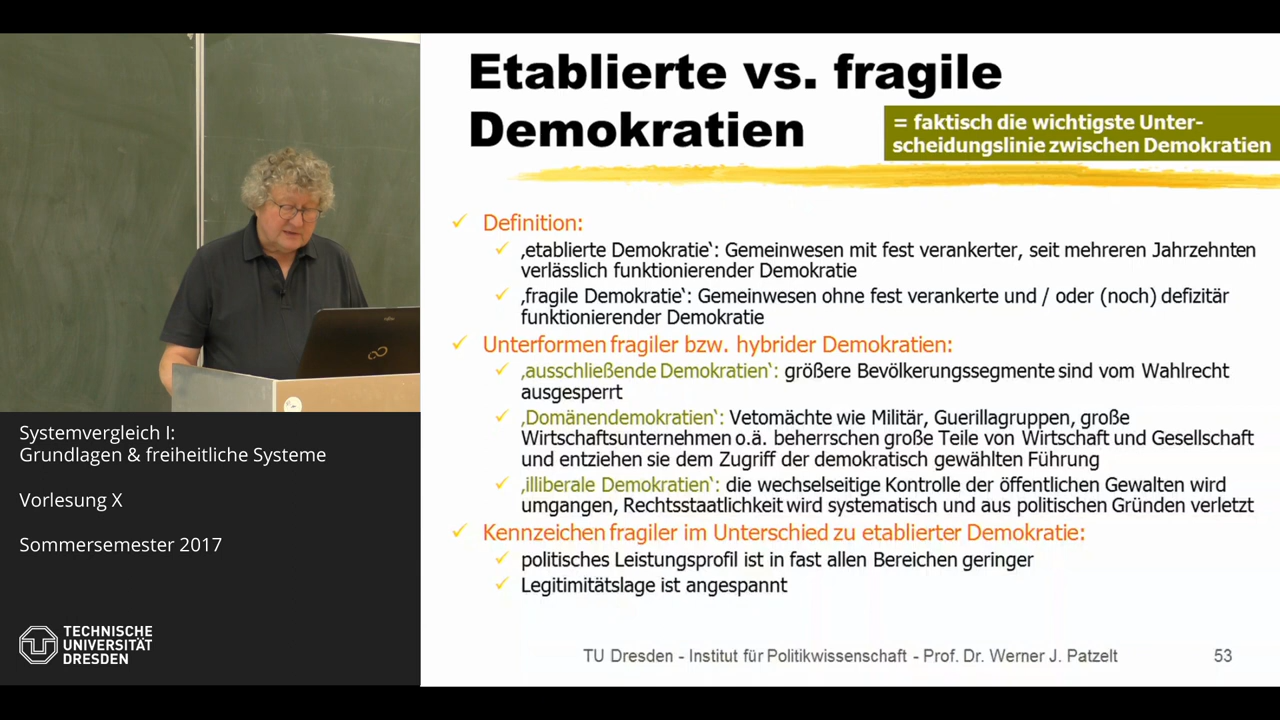 Etablierte vs. fragile
Demokratien
= faktisch die wichtigste Unter-
scheidungslinie zwischen Demokratien
Definition:
‚etablierte Demokratie‘: Gemeinwesen mit fest verankerter, seit mehreren Jahrzehnten
verlässlich funktionierender Demokratie
‚fragile Demokratie‘: Gemeinwesen ohne fest verankerte und / oder (noch) defizitär
funktionierender Demokratie
Unterformen fragiler bzw. hybrider Demokratien:
‚ausschließende Demokratien‘: größere Bevölkerungssegmente sind vom Wahlrecht
ausgesperrt
‚Domänendemokratien‘: Vetomächte wie Militär, Guerillagruppen, große
Wirtschaftsunternehmen o.ä. beherrschen große Teile von Wirtschaft und Gesellschaft
und entziehen sie dem Zugriff der demokratisch gewählten Führung
‚illiberale Demokratien‘: die wechselseitige Kontrolle der öffentlichen Gewalten wird
umgangen, Rechtsstaatlichkeit wird systematisch und aus politischen Gründen verletzt
Kennzeichen fragiler im Unterschied zu etablierter Demokratie:
politisches Leistungsprofil ist in fast allen Bereichen geringer
Legitimitätslage ist angespannt
TU Dresden - Institut für Politikwissenschaft - Prof. Dr. Werner J. Patzelt 53
Systemvergleich I:
Grundlagen & freiheitliche Systeme
Vorlesung X
Sommersemester 2017
TECHNISCHE
UNIVERSITÄT
DRESDEN